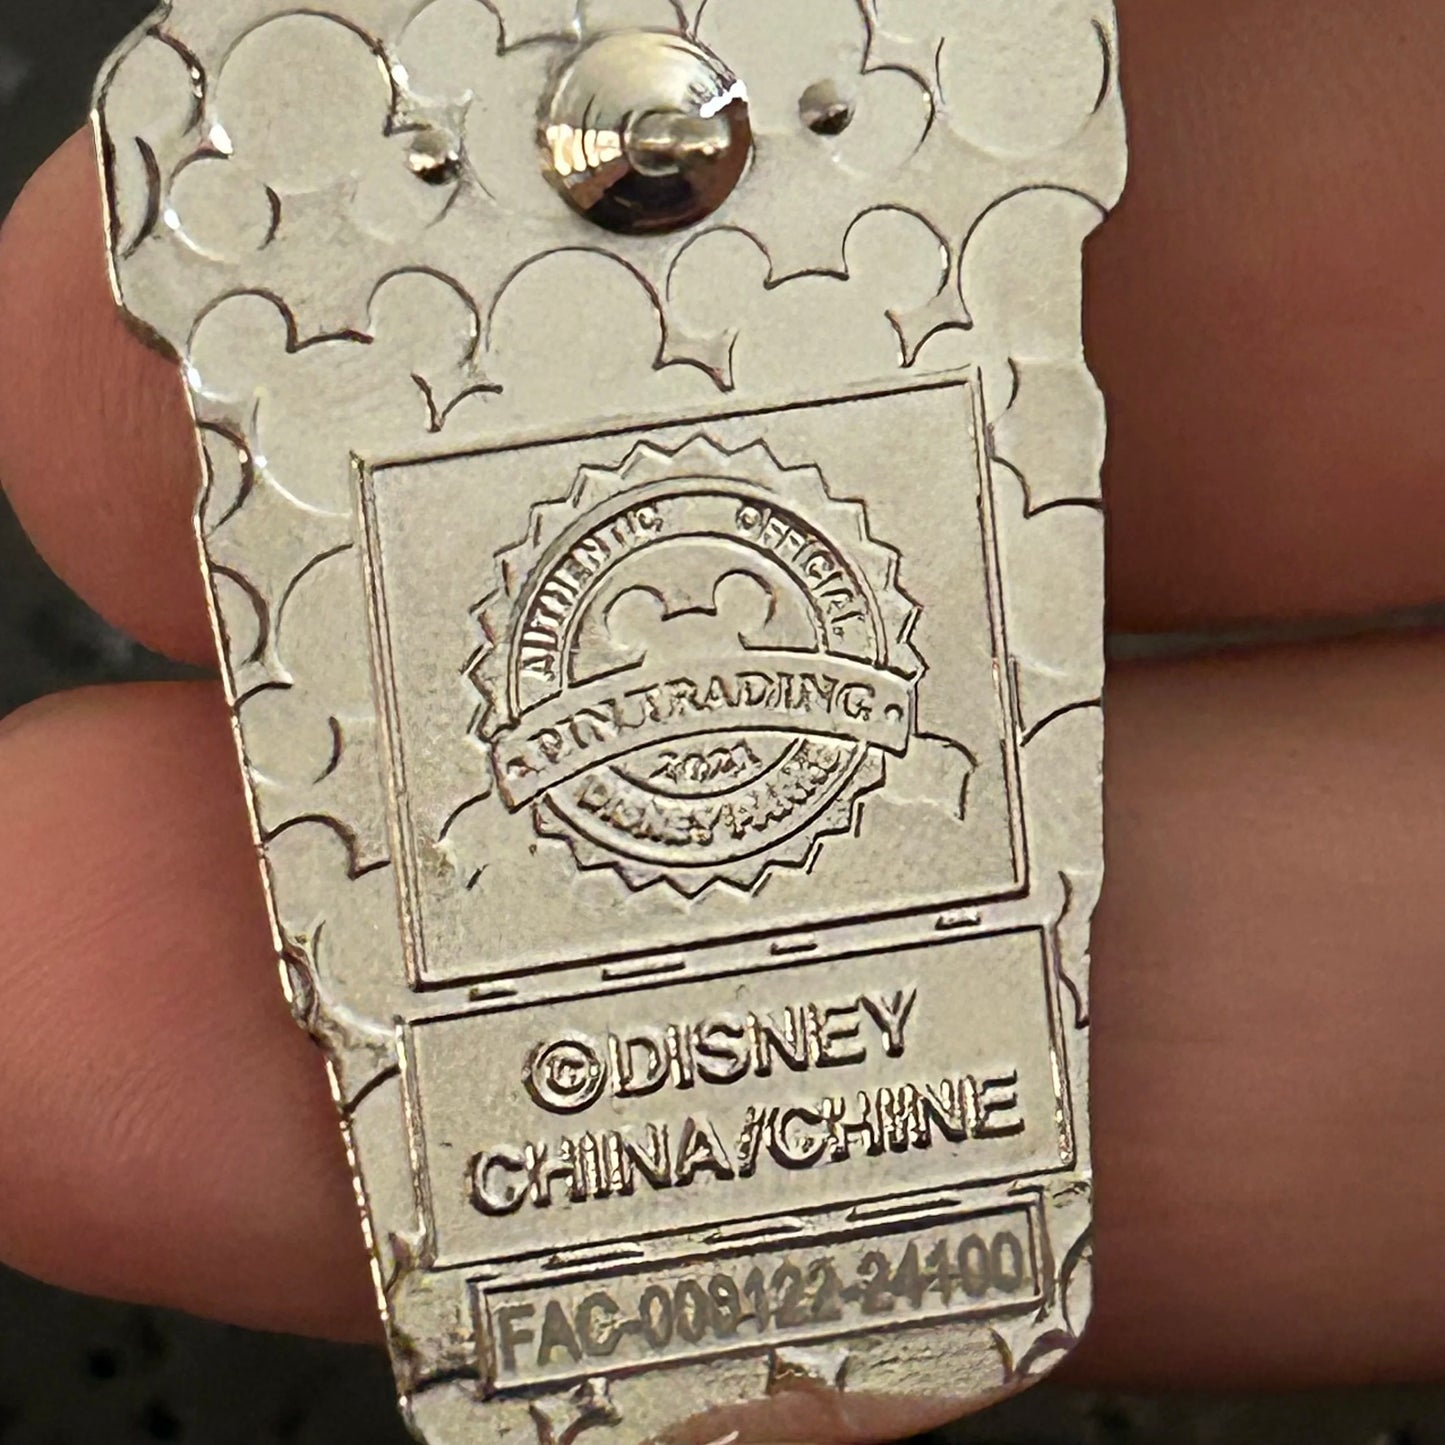 AUTHENTIC OFFICIAL
PIN TRADING
2021
DISNEY PARKS
©DISNEY
CHINA/CHINE
FAC-009122-24100